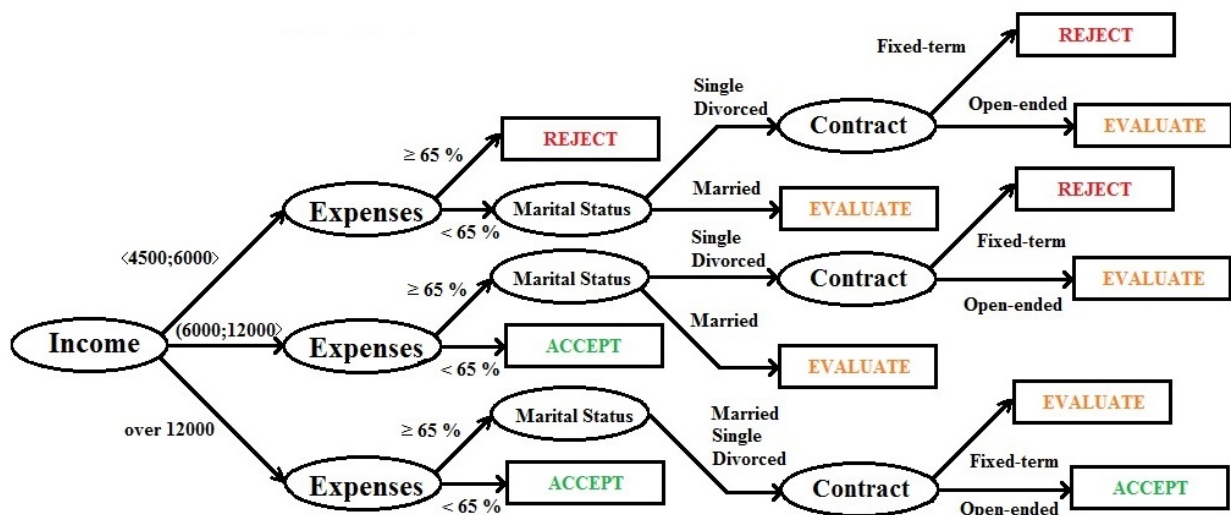 Fixed-term
REJECT
Single
Divorced
Contract
Open-ended
EVALUATE
≥ 65 %
REJECT
Expenses
< 65 %
Marital Status
Married
EVALUATE
REJECT
Fixed-term
⟨4500;6000⟩
Single
Divorced
Contract
Open-ended
EVALUATE
≥ 65 %
Marital Status
Married
EVALUATE
Income
(6000;12000⟩
Expenses
< 65 %
ACCEPT
over 12000
≥ 65 %
Marital Status
Married
Single
Divorced
EVALUATE
Fixed-term
Expenses
< 65 %
ACCEPT
Contract
Open-ended
ACCEPT